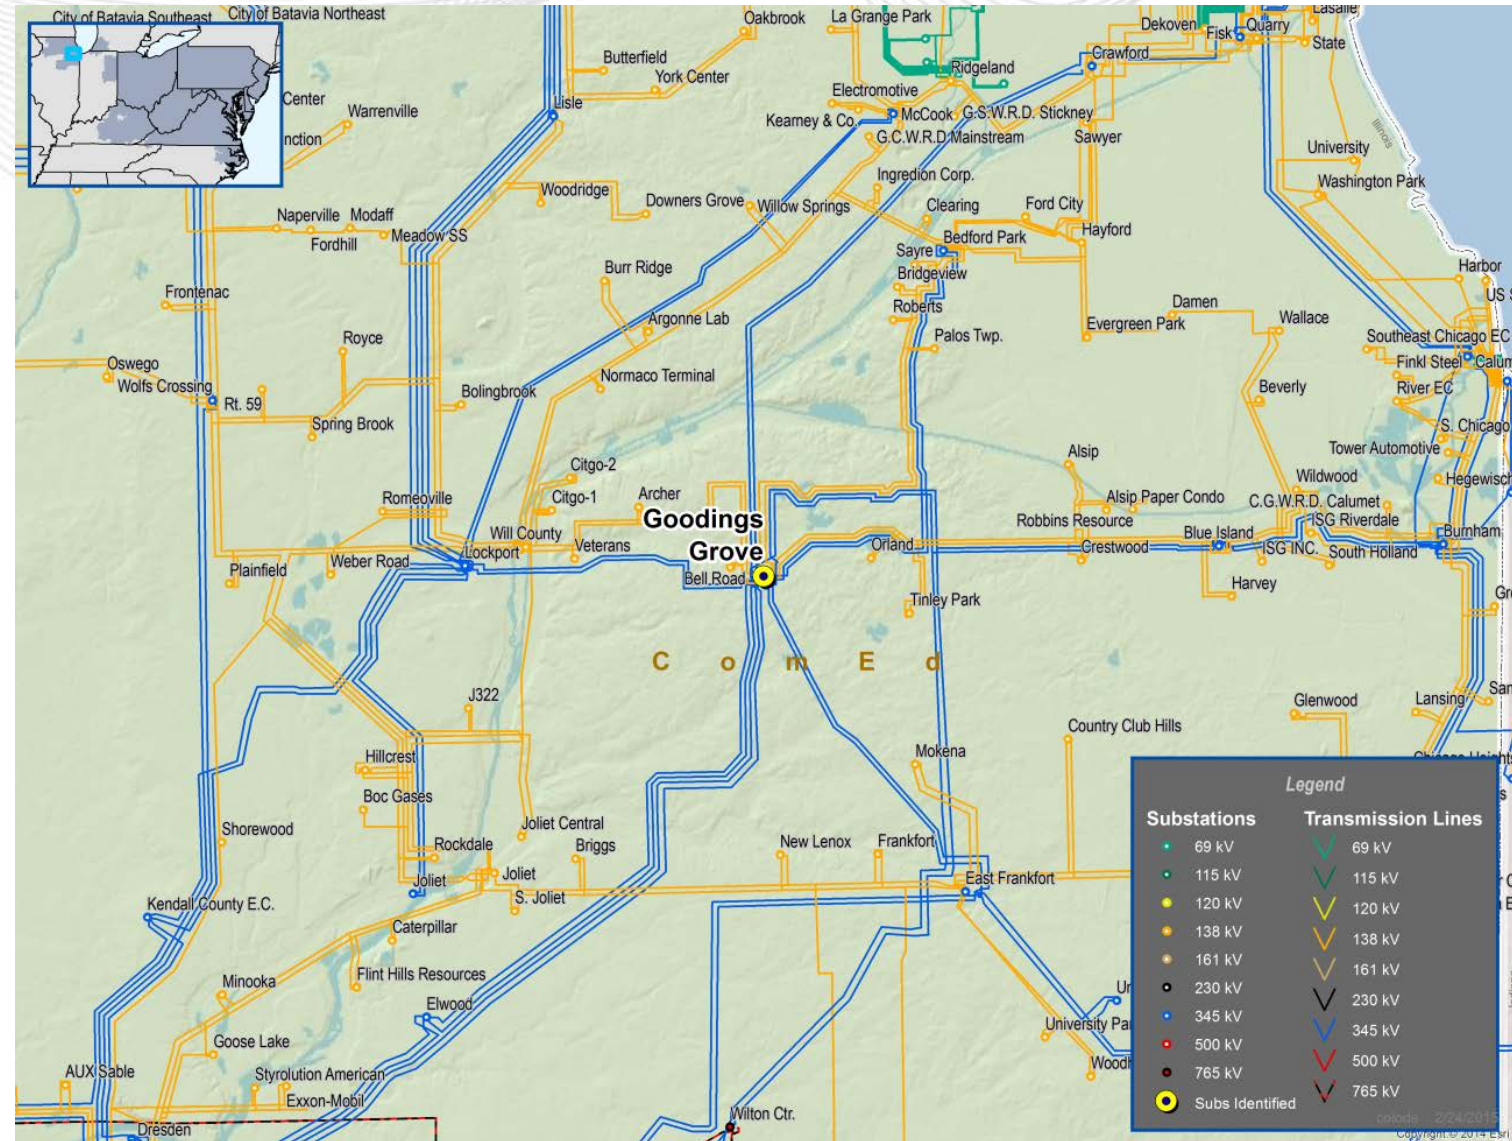 City of Batavia Southeast
City of Batavia Northeast
Oakbrook
La Grange Park
Lasalle
Dekoven
Fisk
Quarry
State
Butterfield
Crawford
York Center
Ridgeland
Center
Lisle
Electromotive
Warrenville
McCook
G.S.W.R.D. Stickney
Kearney & Co.
nction
G.C.W.R.D.Mainstream
Sawyer
Illinois
University
Ingredion Corp.
Washington Park
Woodridge
Downers Grove
Willow Springs
Clearing
Ford City
Naperville
Modaff
Hayford
Fordhill
Meadow SS
Bedford Park
Sayre
Burr Ridge
Bridgeview
Harbor
Frontenac
US
Roberts
Damen
Argonne Lab
Evergreen Park
Wallace
Royce
Palos Twp.
Southeast Chicago EC
Oswego
Finkl Steel
Calum
Wolfs Crossing
Normaco Terminal
Beverly
River EC
Rt. 59
Bolingbrook
Spring Brook
S. Chicago
Tower Automotive
Alsip
Citgo-2
Wildwood
Hegewisch
Romeoville
Citgo-1
Archer
Alsip Paper Condo
C.G.W.R.D. Calumet
Goodings
Grove
Robbins Resource
ISG Riverdale
Will County
Blue Island
Burnham
Veterans
Orland
Crestwood
ISG INC.
South Holland
Lockport
Weber Road
Plainfield
Bell Road
Harvey
Tinley Park
C o m E d
J322
Glenwood
Lansing
Country Club Hills
Mokena
Hillcrest
Boc Gases
Shorewood
Joliet Central
New Lenox
Frankfort
Rockdale
Briggs
Joliet
Joliet
East Frankfort
S. Joliet
Kendall County E.C.
Caterpillar
Flint Hills Resources
Minooka
Elwood
University Pa
Goose Lake
AUX Sable
Styrolution American
Exxon-Mobil
Woodh
Dresden
Wilton Ctr.
Legend
Substations
Transmission Lines
69 kV
69 kV
115 kV
115 kV
120 kV
120 kV
138 kV
138 kV
161 kV
161 kV
230 kV
230 kV
345 kV
345 kV
500 kV
500 kV
765 kV
765 kV
Subs Identified
Copyright:© 2014 Esri